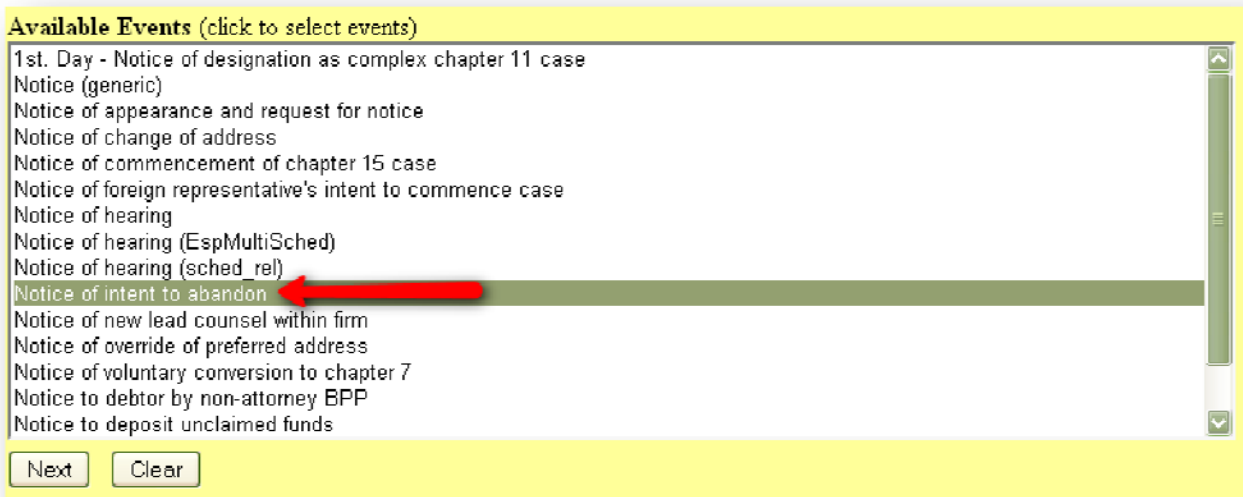 Available Events (click to select events)
1st. Day - Notice of designation as complex chapter 11 case
Notice (generic)
Notice of appearance and request for notice
Notice of change of address
Notice of commencement of chapter 15 case
Notice of foreign representative's intent to commence case
Notice of hearing
Notice of hearing (EspMultiSched)
Notice of hearing (sched_rel)
Notice of intent to abandon
Notice of new lead counsel within firm
Notice of override of preferred address
Notice of voluntary conversion to chapter 7
Notice to debtor by non-attorney BPP
Notice to deposit unclaimed funds
Next Clear